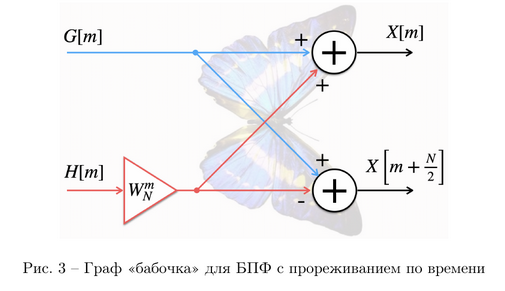 G[m]
X[m]
+
+
+
H[m]
W_N^m
+
+
-
X[m + N/2]
Рис. 3 – Граф «бабочка» для БПФ с прореживанием по времени